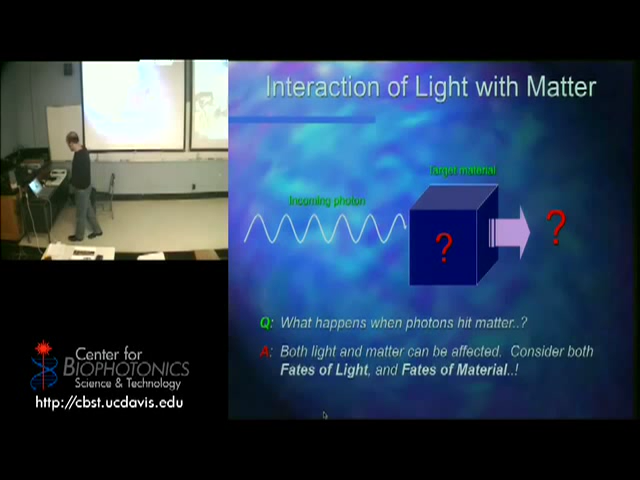 Interaction of Light with Matter
Target material
Incoming photon
?
?
Q: What happens when photons hit matter..?
A: Both light and matter can be affected. Consider both
Fates of Light, and Fates of Material..!
Center for
BIOPHOTONICS
Science & Technology
http://cbst.ucdavis.edu